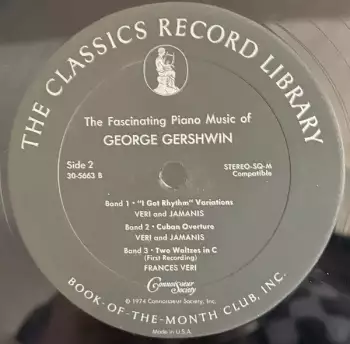 THE CLASSICS RECORD LIBRARY
The Fascinating Piano Music of
GEORGE GERSHWIN
Side 2
30-5663 B
STEREO-SQ-M
Compatible
Band 1 • "I Got Rhythm" Variations
VERI and JAMANIS
Band 2 • Cuban Overture
VERI and JAMANIS
Band 3 • Two Waltzes in C
(First Recording)
FRANCES VERI
Connoisseur
Society
© 1974 Connoisseur Society, Inc.
BOOK-OF-THE-MONTH CLUB, INC.
Made in U.S.A.